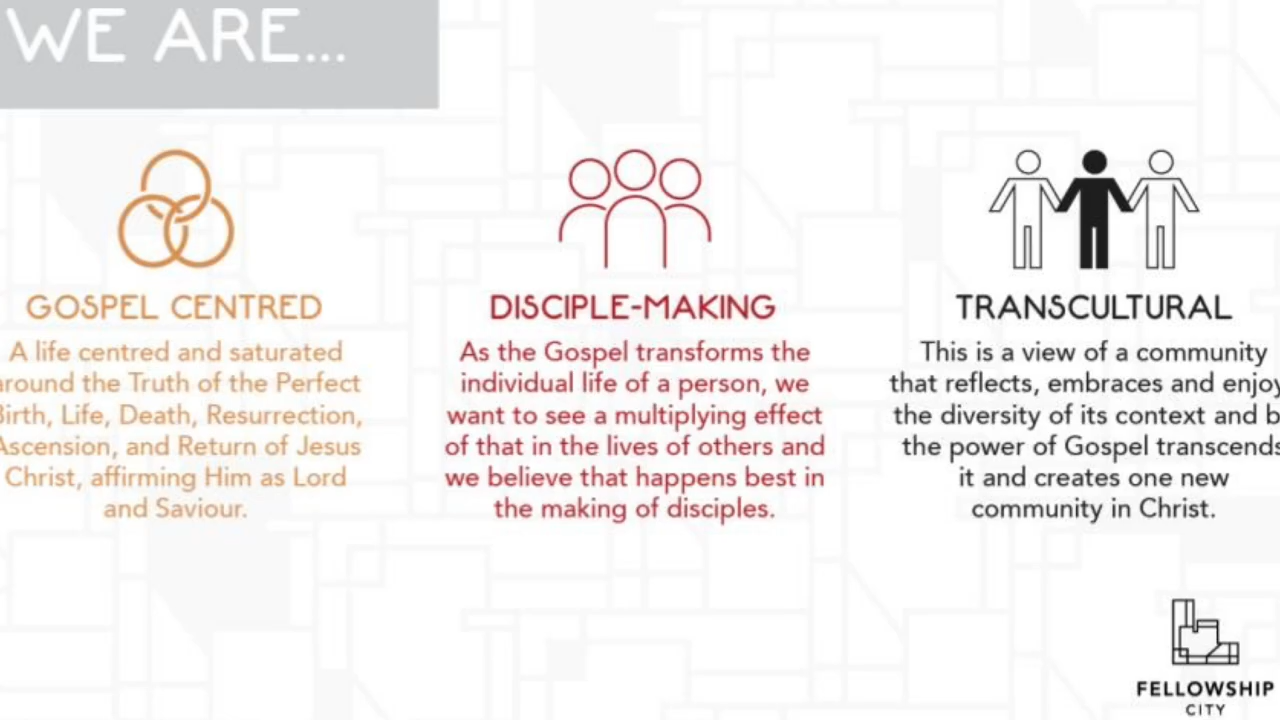 WE ARE...
GOSPEL CENTRED
A life centred and saturated
around the Truth of the Perfect
Birth, Life, Death, Resurrection,
Ascension, and Return of Jesus
Christ, affirming Him as Lord
and Saviour.
DISCIPLE-MAKING
As the Gospel transforms the
individual life of a person, we
want to see a multiplying effect
of that in the lives of others and
we believe that happens best in
the making of disciples.
TRANSCULTURAL
This is a view of a community
that reflects, embraces and enjoy
the diversity of its context and b
the power of Gospel transcends
it and creates one new
community in Christ.
FELLOWSHIP
CITY